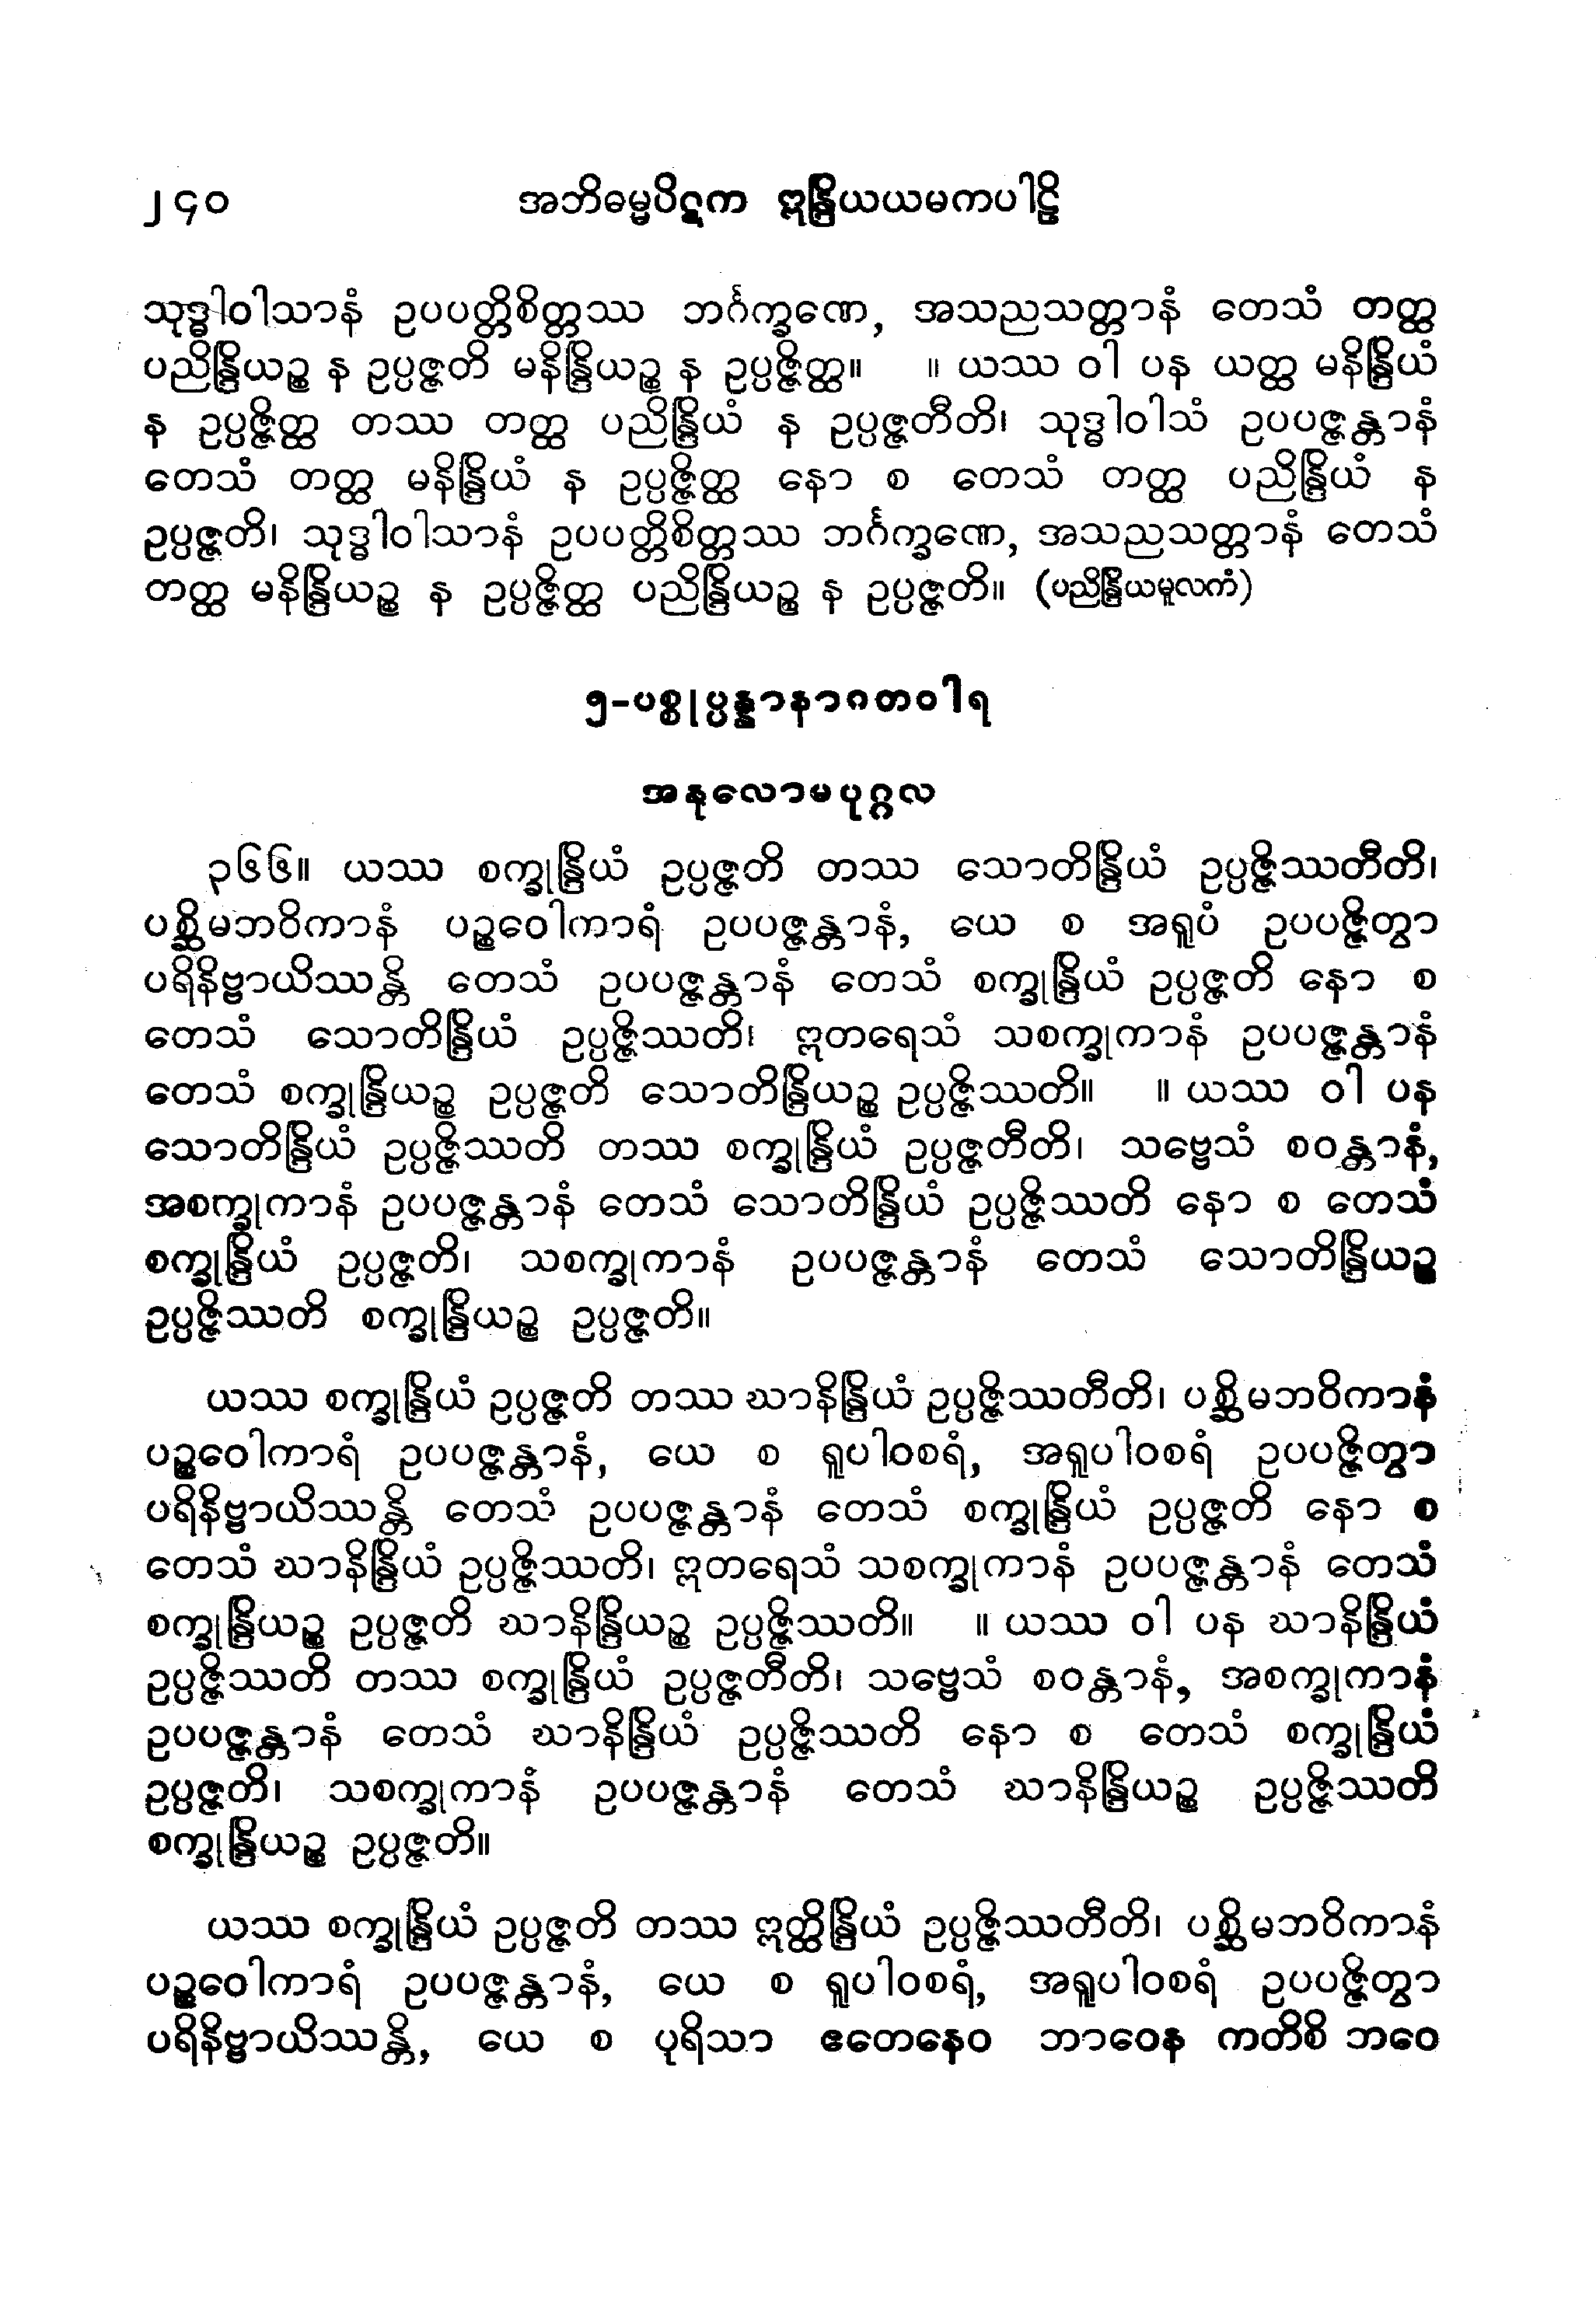 ၂၄၀ အဘိဓမ္မပိဋက ဣန္ဒြိယယမကပါဠိ
သုဒ္ဓါဝါသာနံ ဥပပတ္တိစိတ္တဿ ဘင်္ဂက္ခဏေ, အသညသတ္တာနံ တေသံ တတ္ထ
ပညိန္ဒြိယဉ္စ န ဥပ္ပဇ္ဇတိ မနိန္ဒြိယဉ္စ န ဥပ္ပဇ္ဇိတ္ထ။ ။ ယဿ ဝါ ပန ယတ္ထ မနိန္ဒြိယံ
န ဥပ္ပဇ္ဇိတ္ထ တဿ တတ္ထ ပညိန္ဒြိယံ န ဥပ္ပဇ္ဇတီတိ၊ သုဒ္ဓါဝါသံ ဥပပဇ္ဇန္တာနံ
တေသံ တတ္ထ မနိန္ဒြိယံ န ဥပ္ပဇ္ဇိတ္ထ နော စ တေသံ တတ္ထ ပညိန္ဒြိယံ န
ဥပ္ပဇ္ဇတိ၊ သုဒ္ဓါဝါသာနံ ဥပပတ္တိစိတ္တဿ ဘင်္ဂက္ခဏေ, အသညသတ္တာနံ တေသံ
တတ္ထ မနိန္ဒြိယဉ္စ န ဥပ္ပဇ္ဇိတ္ထ ပညိန္ဒြိယဉ္စ န ဥပ္ပဇ္ဇတိ။ (ပညိန္ဒြိယမူလကံ)
၅-ပစ္စုပ္ပန္နာနာဂတဝါရ
အနုလောမပုဂ္ဂလ
၃၆၆။ ယဿ စက္ခုန္ဒြိယံ ဥပ္ပဇ္ဇတိ တဿ သောတိန္ဒြိယံ ဥပ္ပဇ္ဇိဿတီတိ၊
ပစ္ဆိမဘဝိကာနံ ပဉ္စဝေါကာရံ ဥပပဇ္ဇန္တာနံ, ယေ စ အရူပံ ဥပပဇ္ဇိတွာ
ပရိနိဗ္ဗာယိဿန္တိ တေသံ ဥပပဇ္ဇန္တာနံ တေသံ စက္ခုန္ဒြိယံ ဥပ္ပဇ္ဇတိ နော စ
တေသံ သောတိန္ဒြိယံ ဥပ္ပဇ္ဇိဿတိ၊ ဣတရေသံ သစက္ခုကာနံ ဥပပဇ္ဇန္တာနံ
တေသံ စက္ခုန္ဒြိယဉ္စ ဥပ္ပဇ္ဇတိ သောတိန္ဒြိယဉ္စ ဥပ္ပဇ္ဇိဿတိ။ ။ ယဿ ဝါ ပန
သောတိန္ဒြိယံ ဥပ္ပဇ္ဇိဿတိ တဿ စက္ခုန္ဒြိယံ ဥပ္ပဇ္ဇတီတိ၊ သဗ္ဗေသံ စဝန္တာနံ,
အစက္ခုကာနံ ဥပပဇ္ဇန္တာနံ တေသံ သောတိန္ဒြိယံ ဥပ္ပဇ္ဇိဿတိ နော စ တေသံ
စက္ခုန္ဒြိယံ ဥပ္ပဇ္ဇတိ၊ သစက္ခုကာနံ ဥပပဇ္ဇန္တာနံ တေသံ သောတိန္ဒြိယဉ္စ
ဥပ္ပဇ္ဇိဿတိ စက္ခုန္ဒြိယဉ္စ ဥပ္ပဇ္ဇတိ။
ယဿ စက္ခုန္ဒြိယံ ဥပ္ပဇ္ဇတိ တဿ ဃာနိန္ဒြိယံ ဥပ္ပဇ္ဇိဿတီတိ၊ ပစ္ဆိမဘဝိကာနံ
ပဉ္စဝေါကာရံ ဥပပဇ္ဇန္တာနံ, ယေ စ ရူပါဝစရံ, အရူပါဝစရံ ဥပပဇ္ဇိတွာ
ပရိနိဗ္ဗာယိဿန္တိ တေသံ ဥပပဇ္ဇန္တာနံ တေသံ စက္ခုန္ဒြိယံ ဥပ္ပဇ္ဇတိ နော စ
တေသံ ဃာနိန္ဒြိယံ ဥပ္ပဇ္ဇိဿတိ၊ ဣတရေသံ သစက္ခုကာနံ ဥပပဇ္ဇန္တာနံ တေသံ
စက္ခုန္ဒြိယဉ္စ ဥပ္ပဇ္ဇတိ ဃာနိန္ဒြိယဉ္စ ဥပ္ပဇ္ဇိဿတိ။ ။ ယဿ ဝါ ပန ဃာနိန္ဒြိယံ
ဥပ္ပဇ္ဇိဿတိ တဿ စက္ခုန္ဒြိယံ ဥပ္ပဇ္ဇတီတိ၊ သဗ္ဗေသံ စဝန္တာနံ, အစက္ခုကာနံ
ဥပပဇ္ဇန္တာနံ တေသံ ဃာနိန္ဒြိယံ ဥပ္ပဇ္ဇိဿတိ နော စ တေသံ စက္ခုန္ဒြိယံ
ဥပ္ပဇ္ဇတိ၊ သစက္ခုကာနံ ဥပပဇ္ဇန္တာနံ တေသံ ဃာနိန္ဒြိယဉ္စ ဥပ္ပဇ္ဇိဿတိ
စက္ခုန္ဒြိယဉ္စ ဥပ္ပဇ္ဇတိ။
ယဿ စက္ခုန္ဒြိယံ ဥပ္ပဇ္ဇတိ တဿ ဣတ္ထိန္ဒြိယံ ဥပ္ပဇ္ဇိဿတီတိ၊ ပစ္ဆိမဘဝိကာနံ
ပဉ္စဝေါကာရံ ဥပပဇ္ဇန္တာနံ, ယေ စ ရူပါဝစရံ, အရူပါဝစရံ ဥပပဇ္ဇိတွာ
ပရိနိဗ္ဗာယိဿန္တိ, ယေ စ ပုရိသာ ဧတေနေဝ ဘာဝေန ကတိစိ ဘဝေ